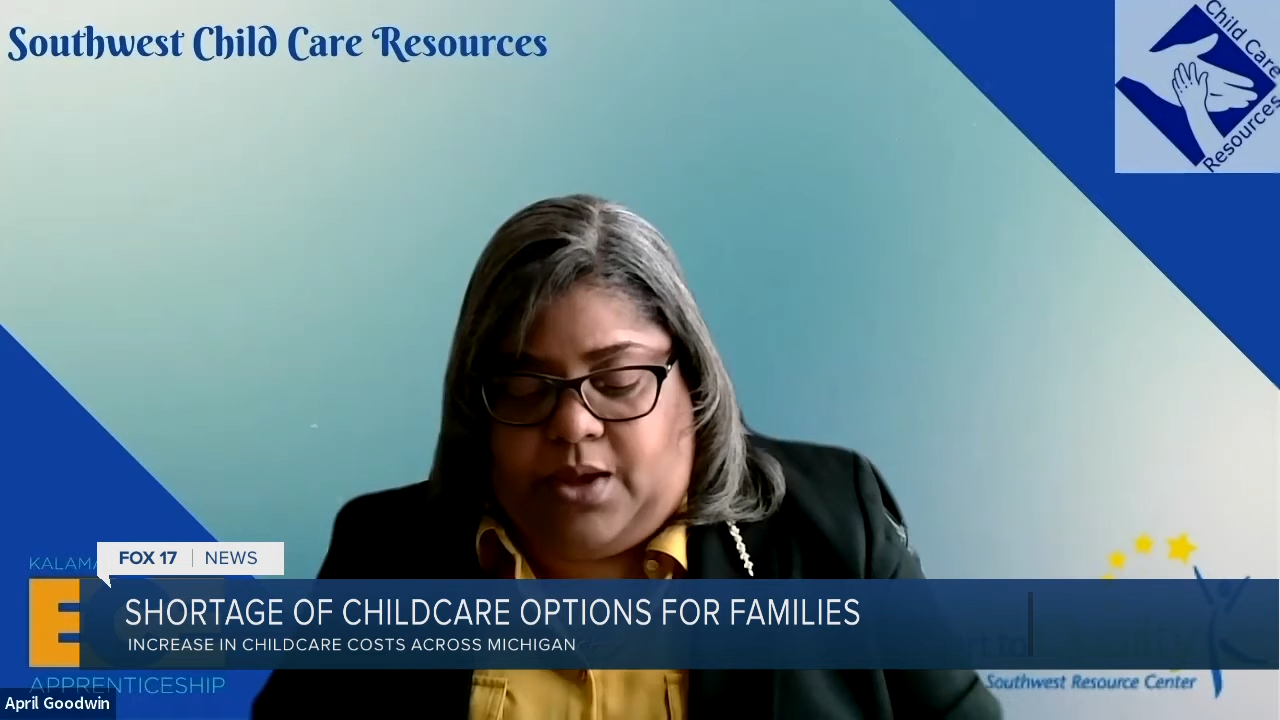 Southwest Child Care Resources
Child Care
Resources
KALAMA
FOX 17 | NEWS
E
SHORTAGE OF CHILDCARE OPTIONS FOR FAMILIES
INCREASE IN CHILDCARE COSTS ACROSS MICHIGAN
APPRENTICESHIP
Southwest Resource Center
April Goodwin